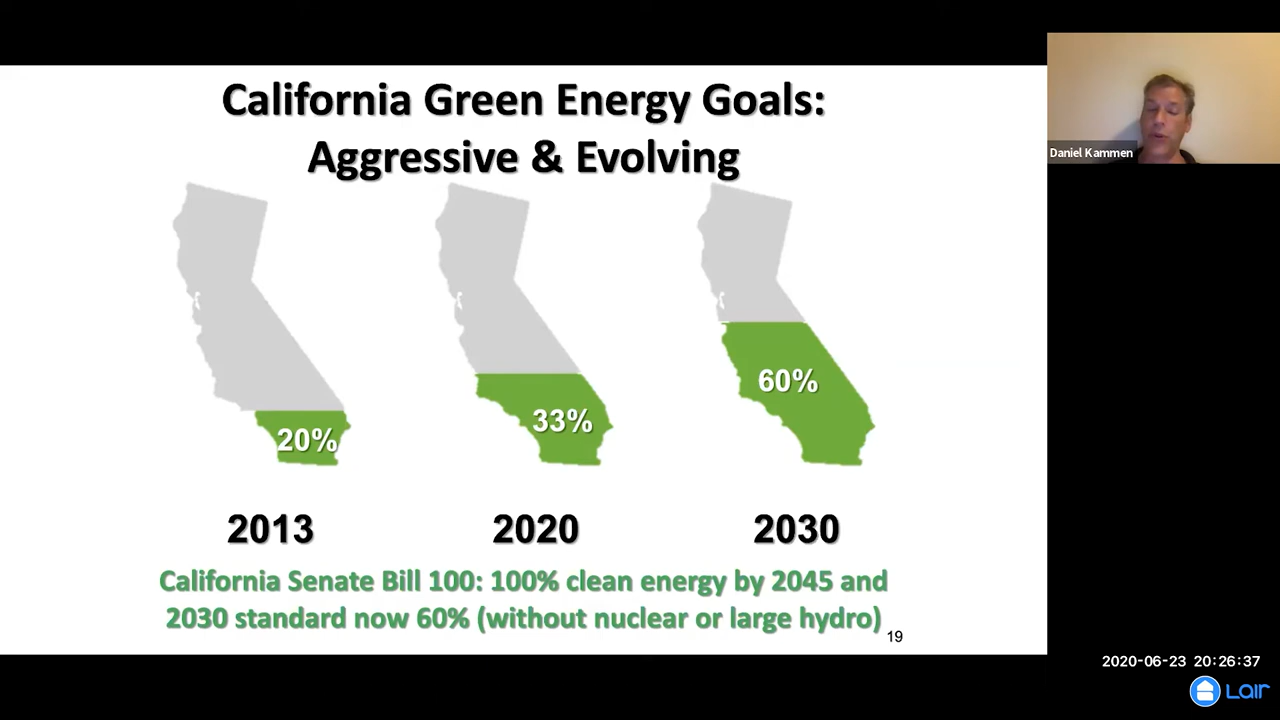 California Green Energy Goals:
Aggressive & Evolving
Daniel Kammen
20%
33%
60%
2013
2020
2030
California Senate Bill 100: 100% clean energy by 2045 and
2030 standard now 60% (without nuclear or large hydro)
19
2020-06-23 20:26:37
LAIR